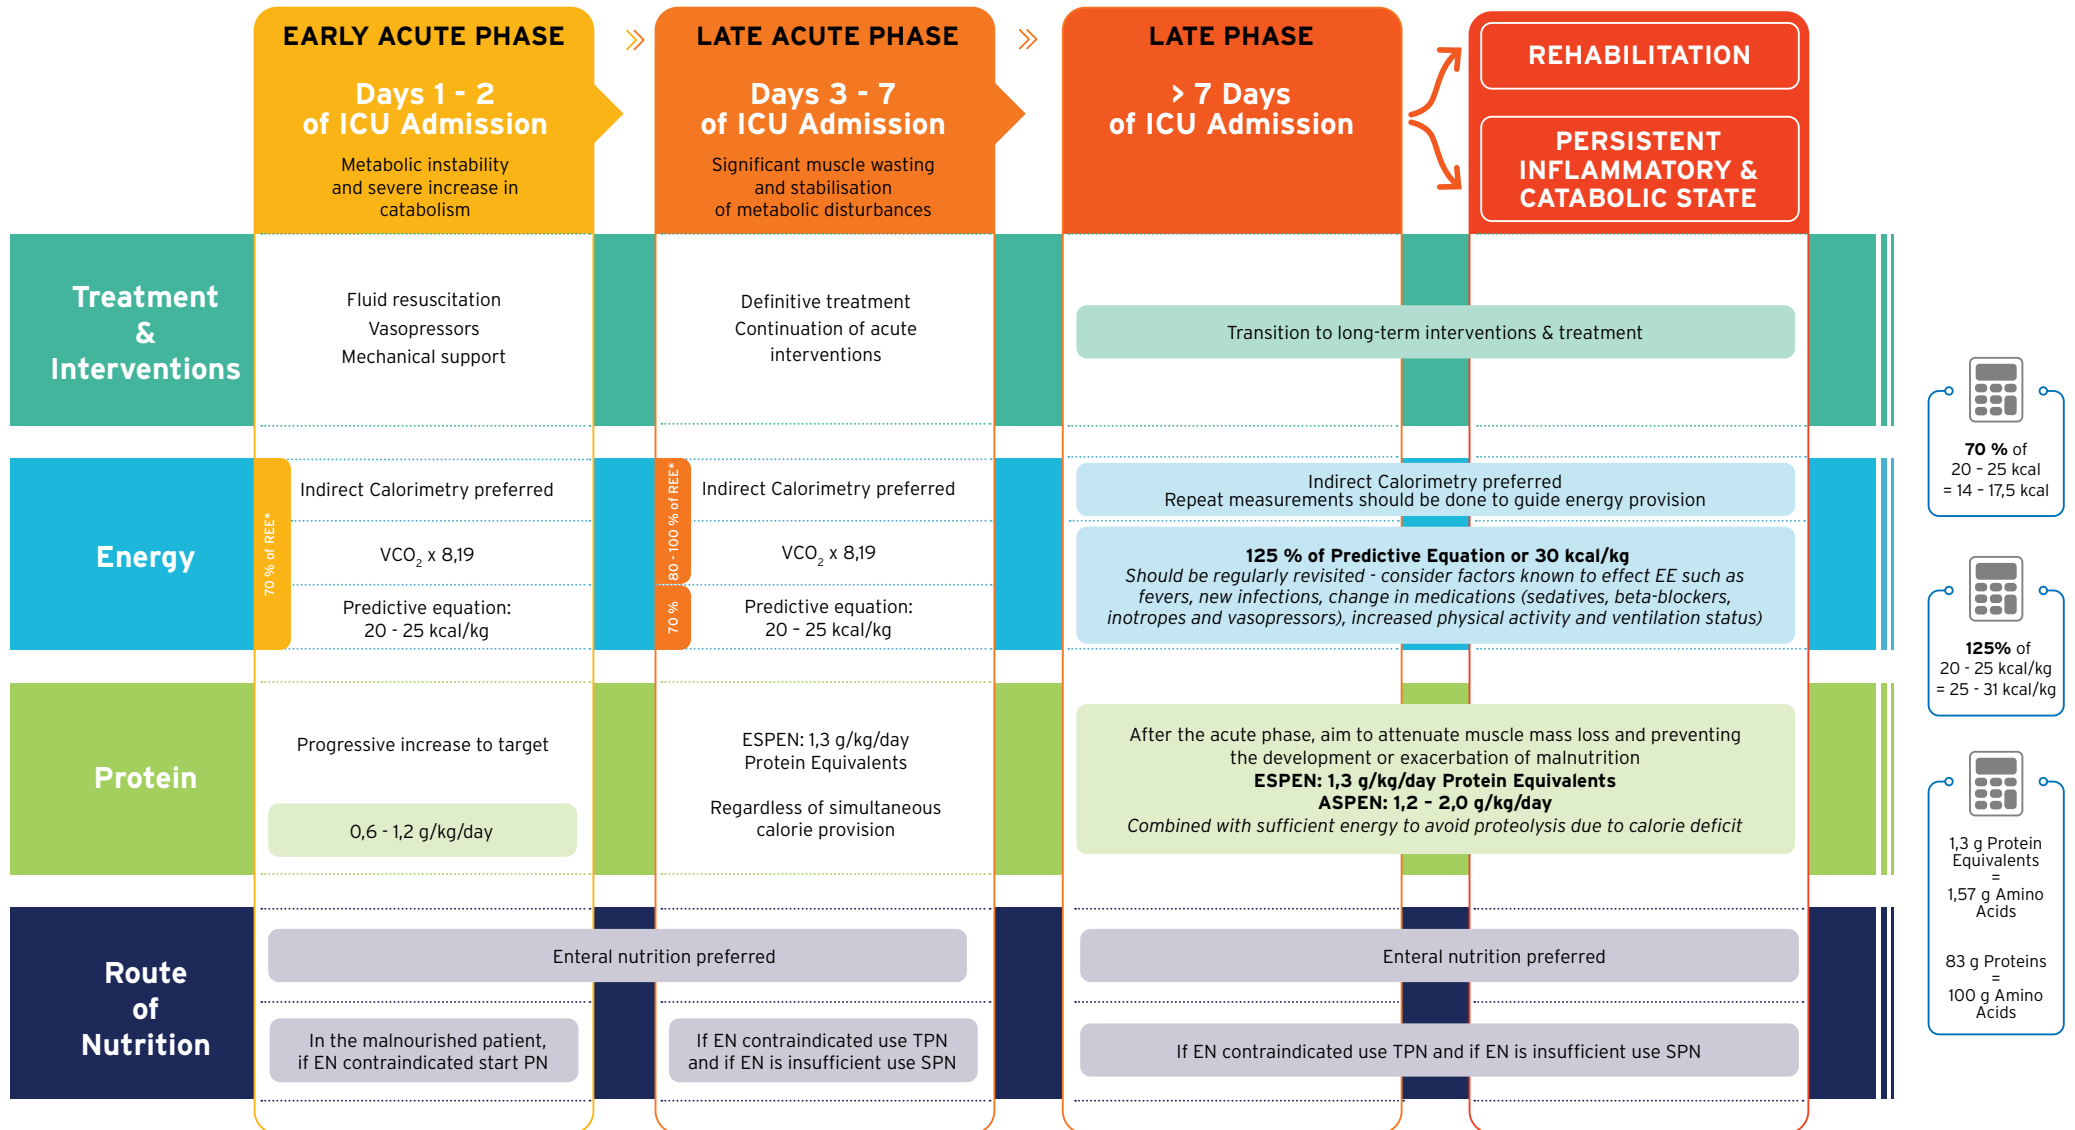 EARLY ACUTE PHASE
Days 1 - 2
of ICU Admission
Metabolic instability
and severe increase in
catabolism
LATE ACUTE PHASE
Days 3 - 7
of ICU Admission
Significant muscle wasting
and stabilisation
of metabolic disturbances
LATE PHASE
> 7 Days
of ICU Admission
REHABILITATION
PERSISTENT
INFLAMMATORY &
CATABOLIC STATE
Treatment
&
Interventions
Fluid resuscitation
Vasopressors
Mechanical support
Definitive treatment
Continuation of acute
interventions
Transition to long-term interventions & treatment
Energy
70 % of REE*
Indirect Calorimetry preferred
VCO2 x 8,19
Predictive equation:
20 - 25 kcal/kg
80 - 100 % of REE*
70 %
Indirect Calorimetry preferred
VCO2 x 8,19
Predictive equation:
20 – 25 kcal/kg
Indirect Calorimetry preferred
Repeat measurements should be done to guide energy provision
125 % of Predictive Equation or 30 kcal/kg
Should be regularly revisited - consider factors known to effect EE such as
fevers, new infections, change in medications (sedatives, beta-blockers,
inotropes and vasopressors), increased physical activity and ventilation status)
Protein
Progressive increase to target
0,6 - 1,2 g/kg/day
ESPEN: 1,3 g/kg/day
Protein Equivalents
Regardless of simultaneous
calorie provision
After the acute phase, aim to attenuate muscle mass loss and preventing
the development or exacerbation of malnutrition
ESPEN: 1,3 g/kg/day Protein Equivalents
ASPEN: 1,2 – 2,0 g/kg/day
Combined with sufficient energy to avoid proteolysis due to calorie deficit
Route
of
Nutrition
Enteral nutrition preferred
Enteral nutrition preferred
In the malnourished patient,
if EN contraindicated start PN
If EN contraindicated use TPN
and if EN is insufficient use SPN
If EN contraindicated use TPN and if EN is insufficient use SPN
70 % of
20 – 25 kcal
= 14 – 17,5 kcal
125% of
20 - 25 kcal/kg
= 25 - 31 kcal/kg
1,3 g Protein
Equivalents
=
1,57 g Amino
Acids
83 g Proteins
=
100 g Amino
Acids